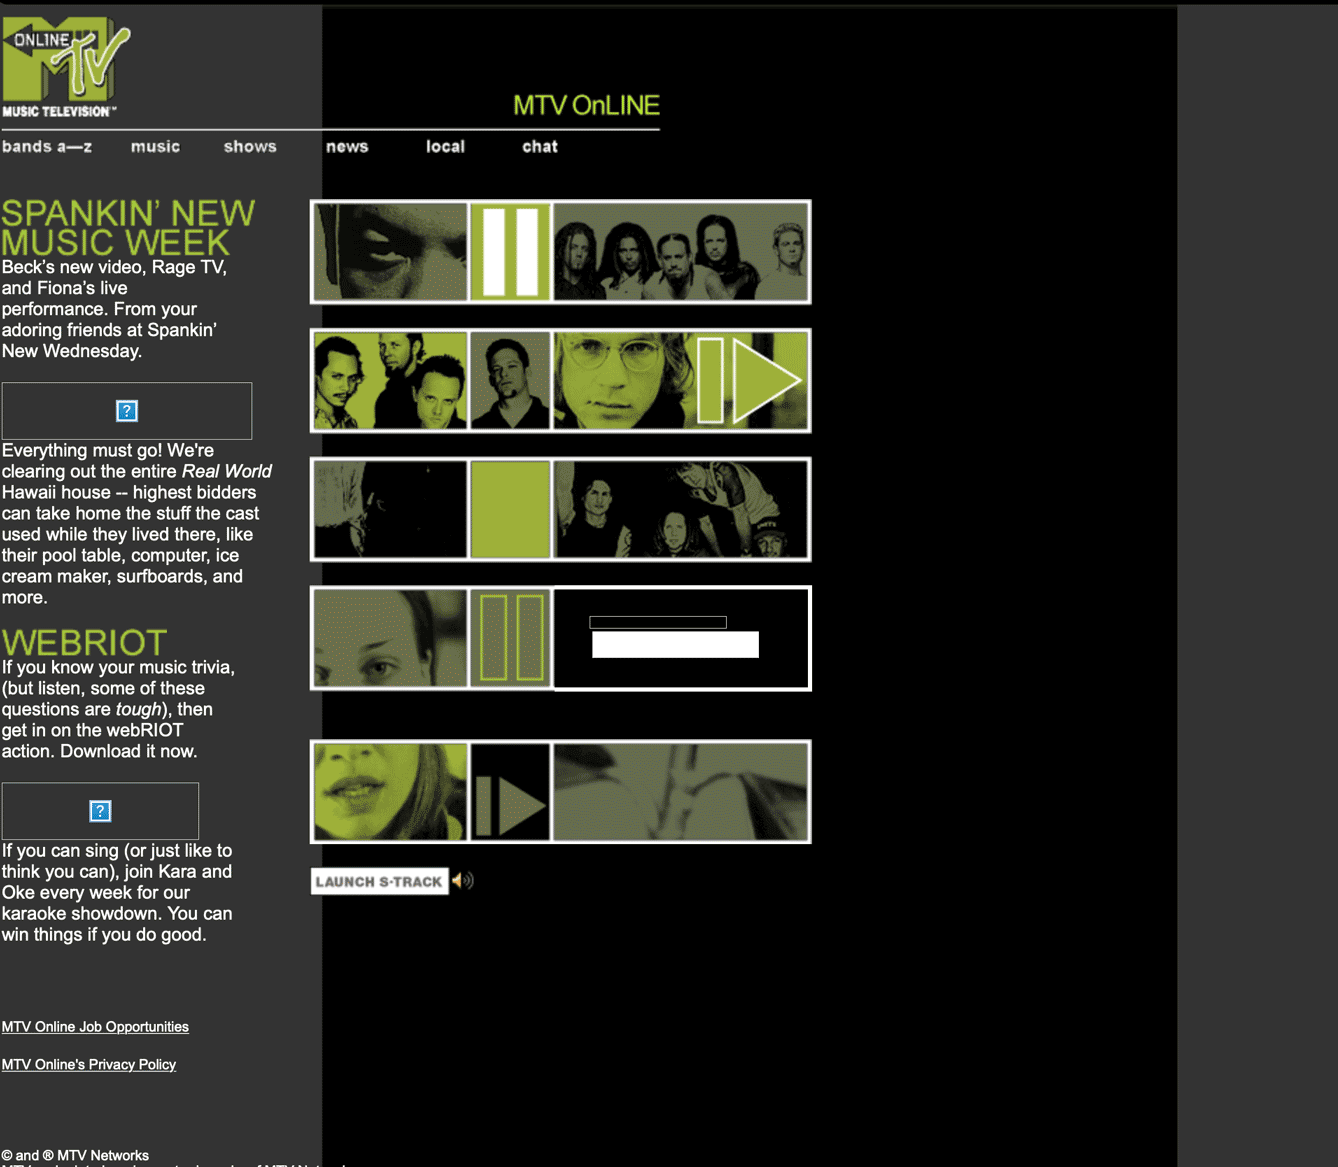 ONLINE
TV
MUSIC TELEVISION™
MTV OnLINE
bands a—z music shows news local chat
SPANKIN' NEW
MUSIC WEEK
Beck's new video, Rage TV,
and Fiona's live
performance. From your
adoring friends at Spankin'
New Wednesday.
Everything must go! We're
clearing out the entire Real World
Hawaii house -- highest bidders
can take home the stuff the cast
used while they lived there, like
their pool table, computer, ice
cream maker, surfboards, and
more.
WEBRIOT
If you know your music trivia,
(but listen, some of these
questions are tough), then
get in on the webRIOT
action. Download it now.
If you can sing (or just like to
think you can), join Kara and
Oke every week for our
karaoke showdown. You can
win things if you do good.
LAUNCH S-TRACK
MTV Online Job Opportunities
MTV Online's Privacy Policy
© and ® MTV Networks